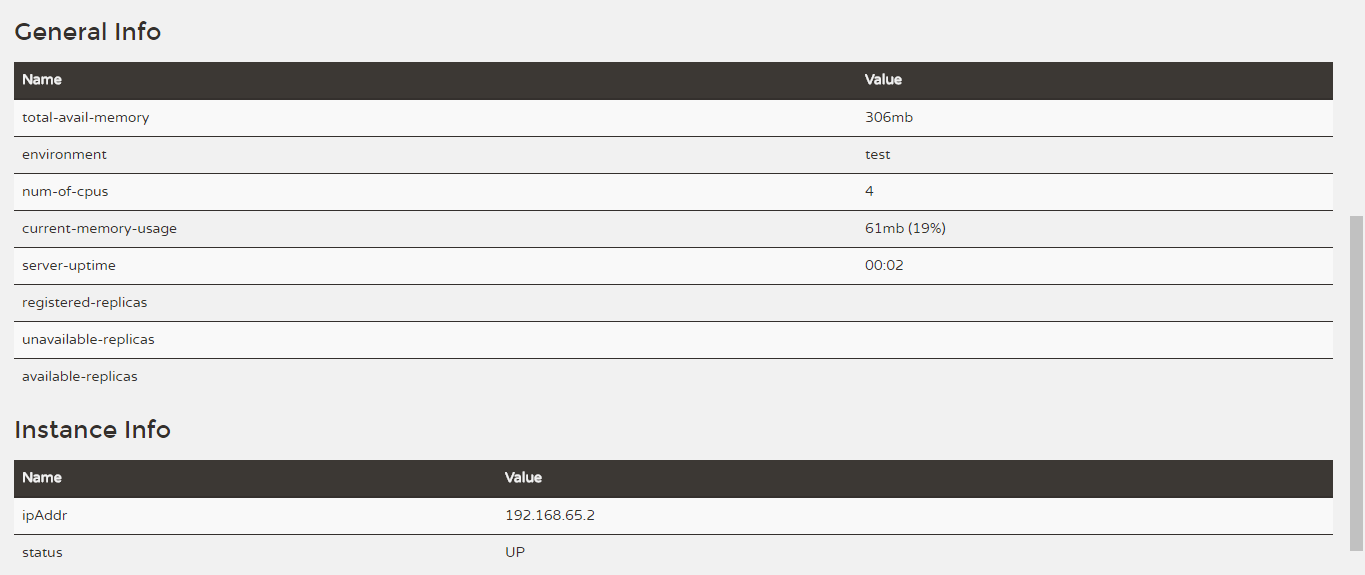 General Info
Name Value
total-avail-memory 306mb
environment test
num-of-cpus 4
current-memory-usage 61mb (19%)
server-uptime 00:02
registered-replicas
unavailable-replicas
available-replicas
Instance Info
Name Value
ipAddr 192.168.65.2
status UP